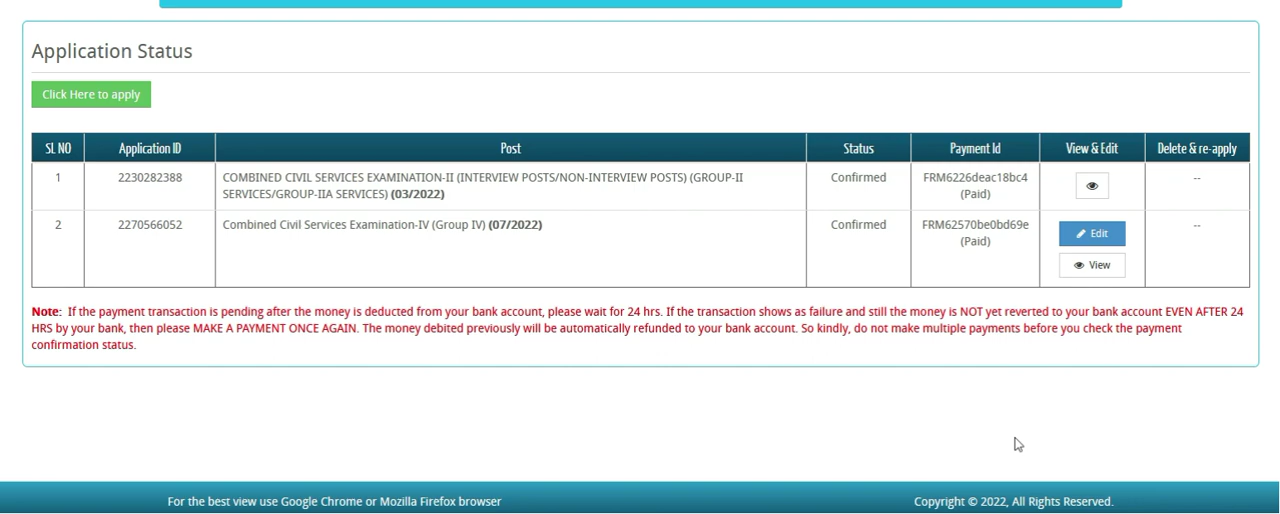 Application Status
Click Here to apply
SL NO Application ID Post Status Payment Id View & Edit Delete & re-apply
1 2230282388 COMBINED CIVIL SERVICES EXAMINATION-II (INTERVIEW POSTS/NON-INTERVIEW POSTS) (GROUP-II Confirmed FRM6226deac18bc4 --
SERVICES/GROUP-IIA SERVICES) (03/2022) (Paid)
2 2270566052 Combined Civil Services Examination-IV (Group IV) (07/2022) Confirmed FRM62570be0bd69e Edit --
(Paid)
View
Note: If the payment transaction is pending after the money is deducted from your bank account, please wait for 24 hrs. If the transaction shows as failure and still the money is NOT yet reverted to your bank account EVEN AFTER 24
HRS by your bank, then please MAKE A PAYMENT ONCE AGAIN. The money debited previously will be automatically refunded to your bank account. So kindly, do not make multiple payments before you check the payment
confirmation status.
For the best view use Google Chrome or Mozilla Firefox browser Copyright © 2022, All Rights Reserved.